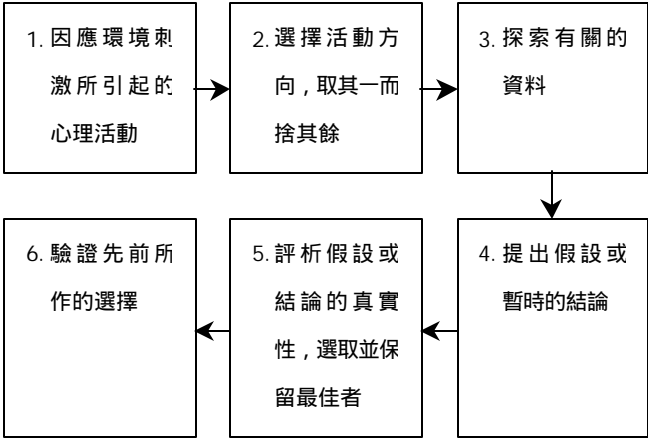 1. 因應環境刺
激所引起的
心理活動
2. 選擇活動方
向，取其一而
捨其餘
3. 探索有關的
資料
4. 提出假設或
暫時的結論
5. 評析假設或
結論的真實
性，選取並保
留最佳者
6. 驗證先前所
作的選擇